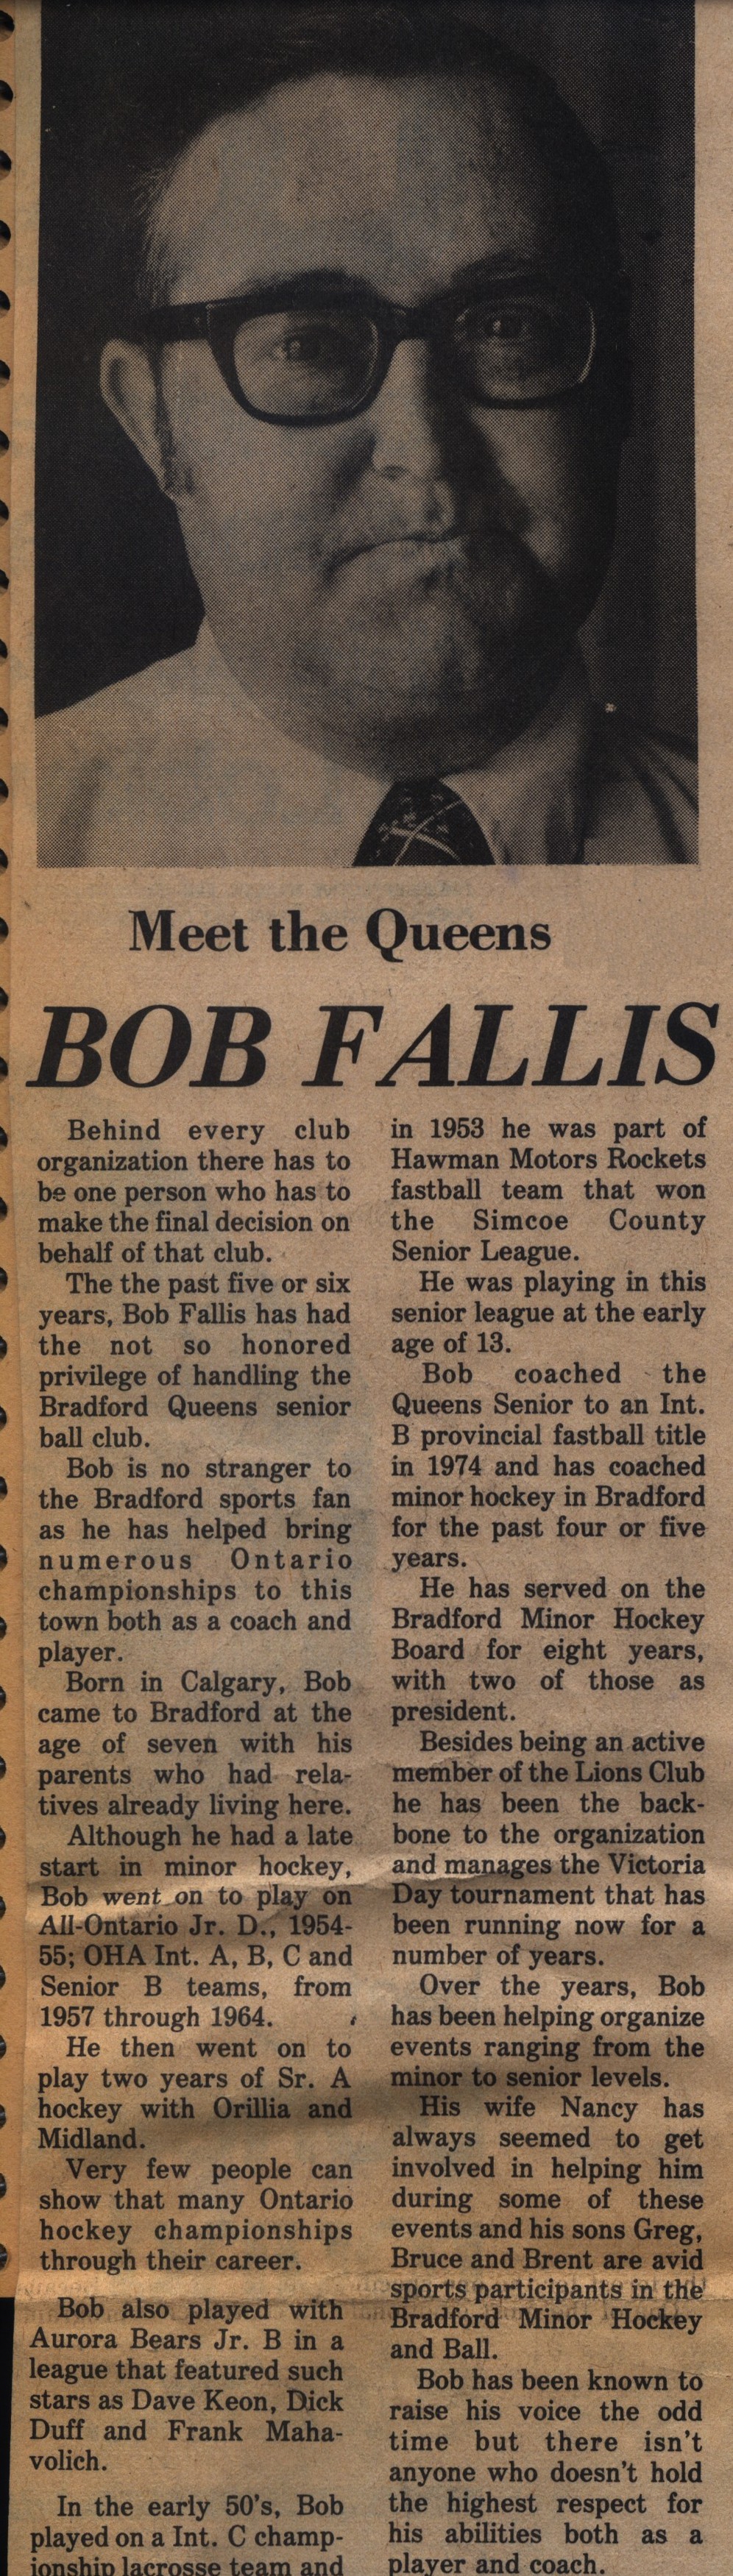 Meet the Queens
BOB FALLIS
Behind every club
organization there has to
be one person who has to
make the final decision on
behalf of that club.
The the past five or six
years, Bob Fallis has had
the not so honored
privilege of handling the
Bradford Queens senior
ball club.
Bob is no stranger to
the Bradford sports fan
as he has helped bring
numerous Ontario
championships to this
town both as a coach and
player.
Born in Calgary, Bob
came to Bradford at the
age of seven with his
parents who had rela-
tives already living here.
Although he had a late
start in minor hockey,
Bob went on to play on
All-Ontario Jr. D., 1954-
55; OHA Int. A, B, C and
Senior B teams, from
1957 through 1964.
He then went on to
play two years of Sr. A
hockey with Orillia and
Midland.
Very few people can
show that many Ontario
hockey championships
through their career.
Bob also played with
Aurora Bears Jr. B in a
league that featured such
stars as Dave Keon, Dick
Duff and Frank Maha-
volich.
In the early 50's, Bob
played on a Int. C champ-
ionship lacrosse team and
in 1953 he was part of
Hawman Motors Rockets
fastball team that won
the Simcoe County
Senior League.
He was playing in this
senior league at the early
age of 13.
Bob coached the
Queens Senior to an Int.
B provincial fastball title
in 1974 and has coached
minor hockey in Bradford
for the past four or five
years.
He has served on the
Bradford Minor Hockey
Board for eight years,
with two of those as
president.
Besides being an active
member of the Lions Club
he has been the back-
bone to the organization
and manages the Victoria
Day tournament that has
been running now for a
number of years.
Over the years, Bob
has been helping organize
events ranging from the
minor to senior levels.
His wife Nancy has
always seemed to get
involved in helping him
during some of these
events and his sons Greg,
Bruce and Brent are avid
sports participants in the
Bradford Minor Hockey
and Ball.
Bob has been known to
raise his voice the odd
time but there isn't
anyone who doesn't hold
the highest respect for
his abilities both as a
player and coach.